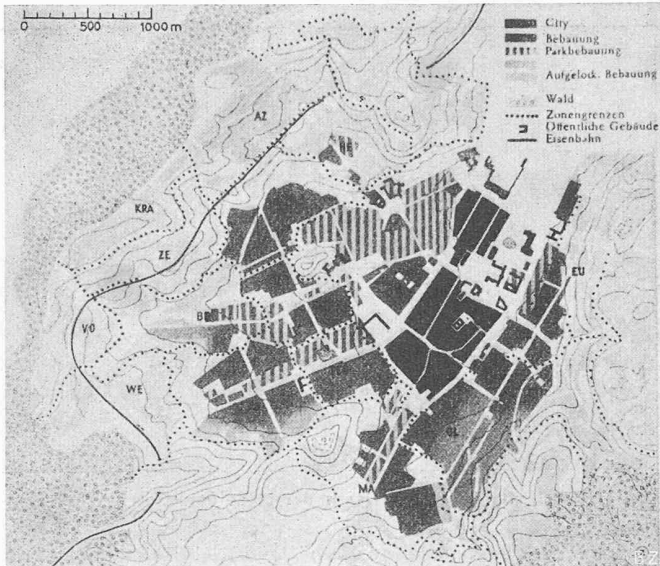 0 500 1000 m
City
Bebauung
Parkbebauung
Aufgelock. Bebauung
Wald
Zonengrenzen
Öffentliche Gebäude
Eisenbahn
AZ
KRA
ZE
EU
VO
B
WE
MA